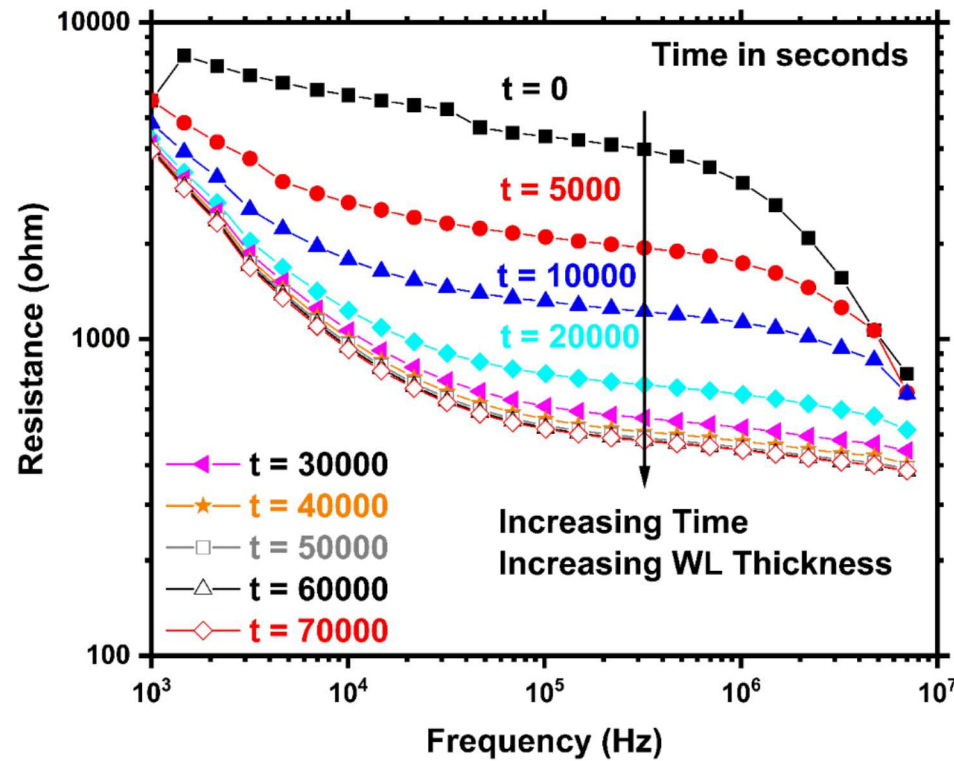 Time in seconds
t = 0
t = 5000
t = 10000
t = 20000
t = 30000
t = 40000
t = 50000
t = 60000
t = 70000
Increasing Time
Increasing WL Thickness
10000
1000
100
Resistance (ohm)
10³
10⁴
10⁵
10⁶
10⁷
Frequency (Hz)